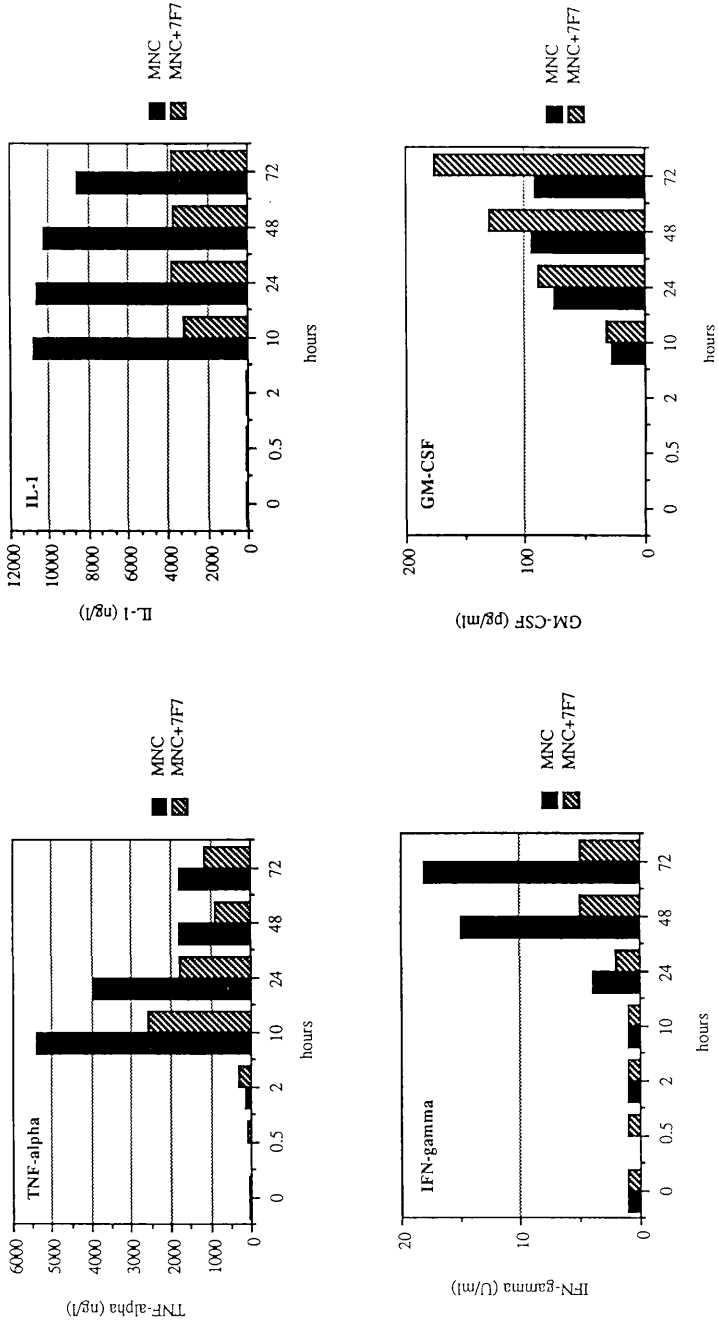 TNF-alpha
TNF-alpha (ng/l)
6000
5000
4000
3000
2000
1000
0
0 0.5 2 10 24 48 72
hours
MNC
MNC+7F7
IL-1
IL-1 (ng/l)
12000
10000
8000
6000
4000
2000
0
0 0.5 2 10 24 48 72
hours
MNC
MNC+7F7
IFN-gamma
IFN-gamma (U/ml)
20
10
0
0 0.5 2 10 24 48 72
hours
MNC
MNC+7F7
GM-CSF
GM-CSF (pg/ml)
200
100
0
0 0.5 2 10 24 48 72
hours
MNC
MNC+7F7